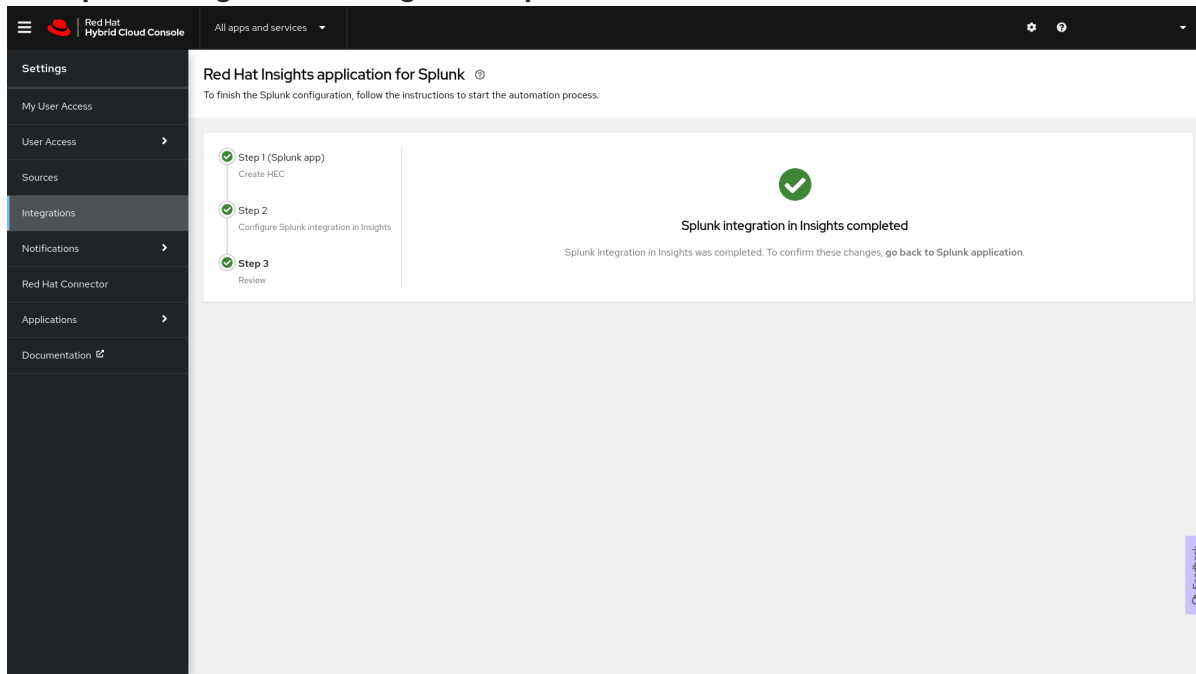 Red Hat
Hybrid Cloud Console
All apps and services
Settings
My User Access
User Access
Sources
Integrations
Notifications
Red Hat Connector
Applications
Documentation
Red Hat Insights application for Splunk
To finish the Splunk configuration, follow the instructions to start the automation process.
Step 1 (Splunk app)
Create HEC
Step 2
Configure Splunk integration in Insights
Step 3
Review
Splunk integration in Insights completed
Splunk integration in Insights was completed. To confirm these changes, go back to Splunk application.